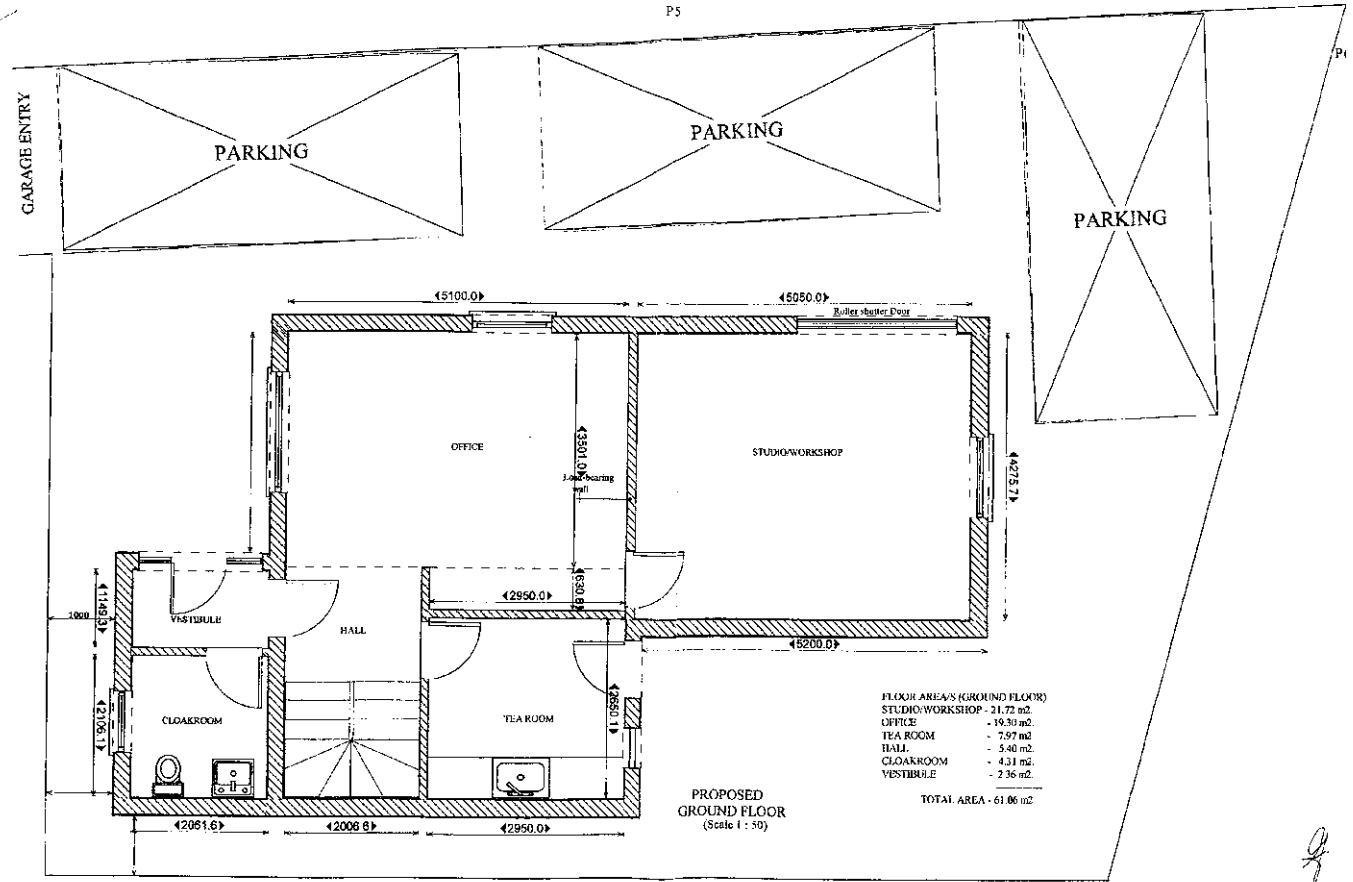 P5
GARAGE ENTRY
PARKING
PARKING
PARKING
5100.0
5050.0
Roller shutter Door
OFFICE
3501.0
Load-bearing
wall
STUDIO/WORKSHOP
4275.7
1149.3
1000
VESTIBULE
HALL
2950.0
630.8
5200.0
2106.1
CLOAKROOM
TEA ROOM
2061.6
2006.6
2950.0
PROPOSED
GROUND FLOOR
(Scale 1 : 50)
FLOOR AREA/S (GROUND FLOOR)
STUDIO/WORKSHOP - 21.72 m2.
OFFICE - 19.30 m2.
TEA ROOM - 7.97 m2
HALL - 5.40 m2.
CLOAKROOM - 4.31 m2.
VESTIBULE - 2.36 m2.
TOTAL AREA - 61.06 m2